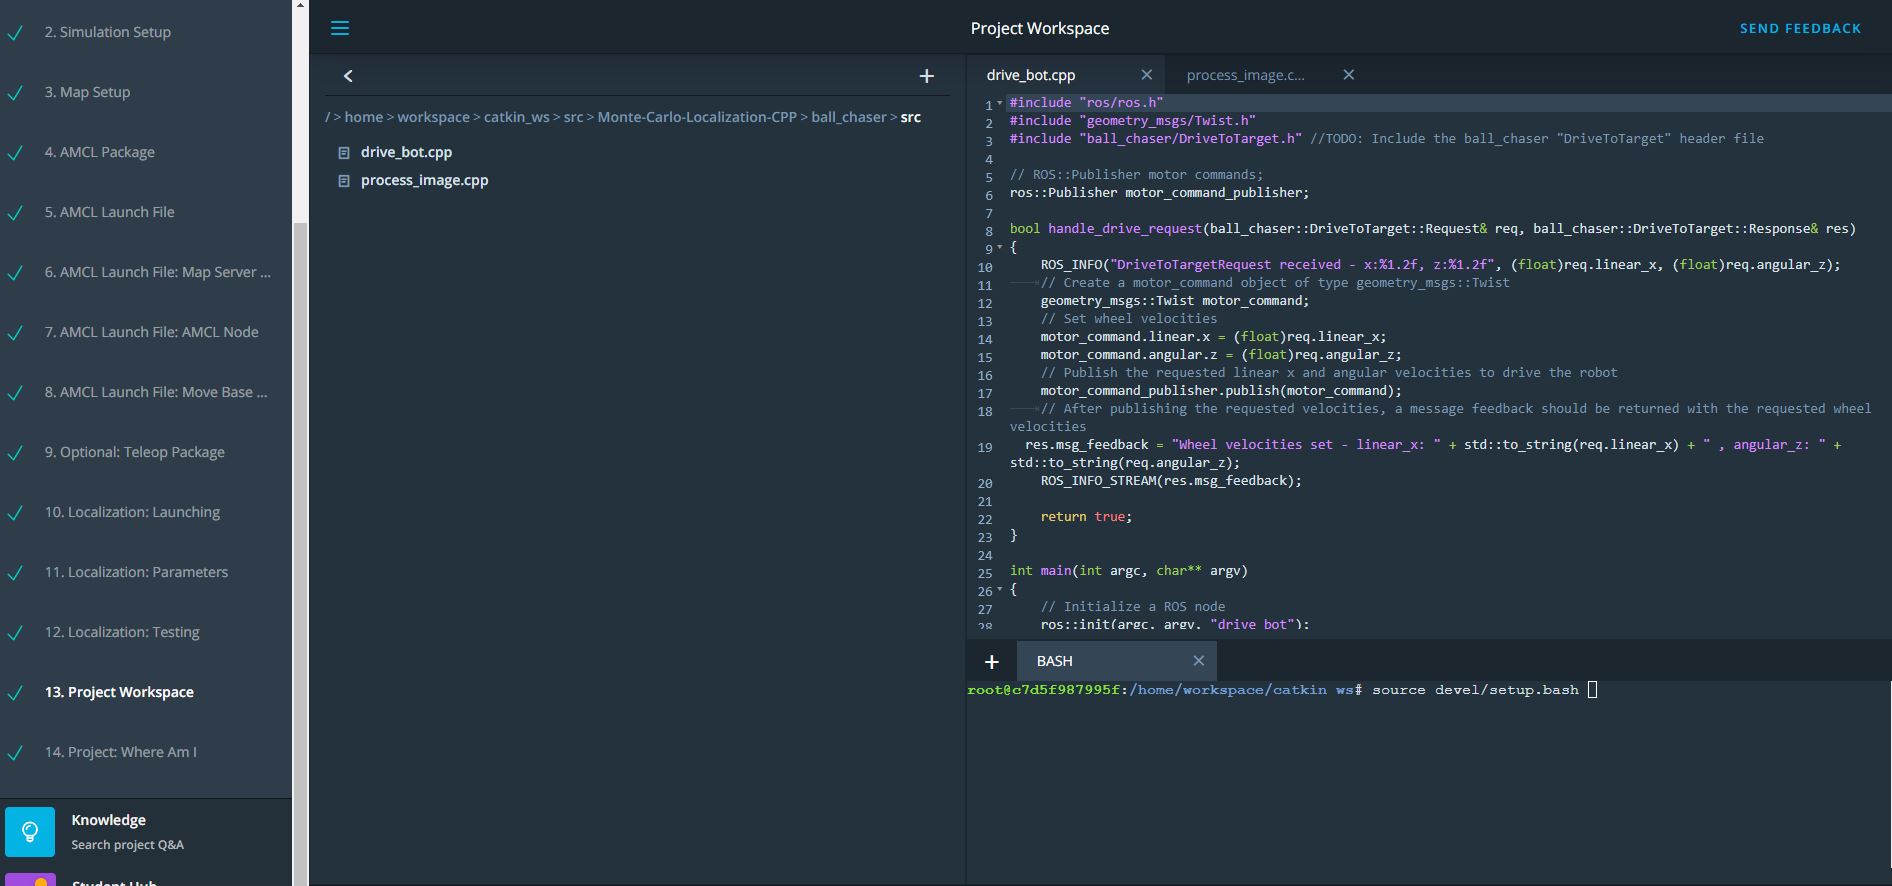 2. Simulation Setup
3. Map Setup
4. AMCL Package
5. AMCL Launch File
6. AMCL Launch File: Map Server ...
7. AMCL Launch File: AMCL Node
8. AMCL Launch File: Move Base ...
9. Optional: Teleop Package
10. Localization: Launching
11. Localization: Parameters
12. Localization: Testing
13. Project Workspace
14. Project: Where Am I
Knowledge
Search project Q&A
Student Hub
Project Workspace
SEND FEEDBACK
/ > home > workspace > catkin_ws > src > Monte-Carlo-Localization-CPP > ball_chaser > src
drive_bot.cpp
process_image.cpp
drive_bot.cpp
process_image.c...
1 #include "ros/ros.h"
2 #include "geometry_msgs/Twist.h"
3 #include "ball_chaser/DriveToTarget.h" //TODO: Include the ball_chaser "DriveToTarget" header file
4
5 // ROS::Publisher motor commands;
6 ros::Publisher motor_command_publisher;
7
8 bool handle_drive_request(ball_chaser::DriveToTarget::Request& req, ball_chaser::DriveToTarget::Response& res)
9 {
10 ROS_INFO("DriveToTargetRequest received - x:%1.2f, z:%1.2f", (float)req.linear_x, (float)req.angular_z);
11 // Create a motor_command object of type geometry_msgs::Twist
12 geometry_msgs::Twist motor_command;
13 // Set wheel velocities
14 motor_command.linear.x = (float)req.linear_x;
15 motor_command.angular.z = (float)req.angular_z;
16 // Publish the requested linear x and angular velocities to drive the robot
17 motor_command_publisher.publish(motor_command);
18 // After publishing the requested velocities, a message feedback should be returned with the requested wheel
velocities
19 res.msg_feedback = "Wheel velocities set - linear_x: " + std::to_string(req.linear_x) + " , angular_z: " +
std::to_string(req.angular_z);
20 ROS_INFO_STREAM(res.msg_feedback);
21
22 return true;
23 }
24
25 int main(int argc, char** argv)
26 {
27 // Initialize a ROS node
28 ros::init(argc, argv, "drive_bot");
BASH
root@c7d5f987995f:/home/workspace/catkin_ws# source devel/setup.bash